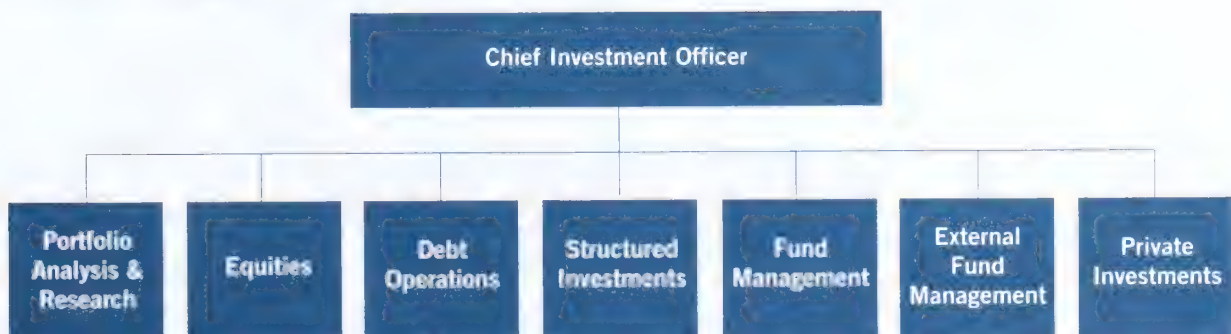 Chief Investment Officer
Portfolio
Analysis &
Research
Equities
Debt
Operations
Structured
Investments
Fund
Management
External
Fund
Management
Private
Investments